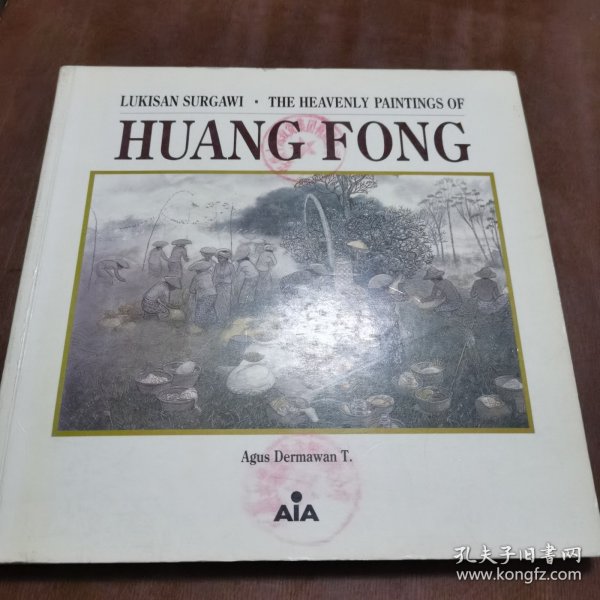 LUKISAN SURGAWI • THE HEAVENLY PAINTINGS OF
HUANG FONG
Agus Dermawan T.
AiA
孔夫子旧书网
www.kongfz.com